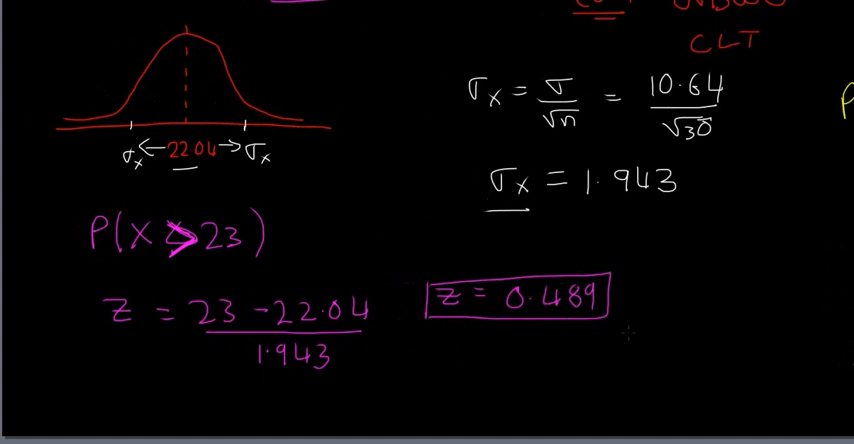 CLT
σx = σ/√n = 10.64/√30
σx ← 22.04 → σx
σx = 1.943
P(X > 23)
z = 23 - 22.04 / 1.943
z = 0.489